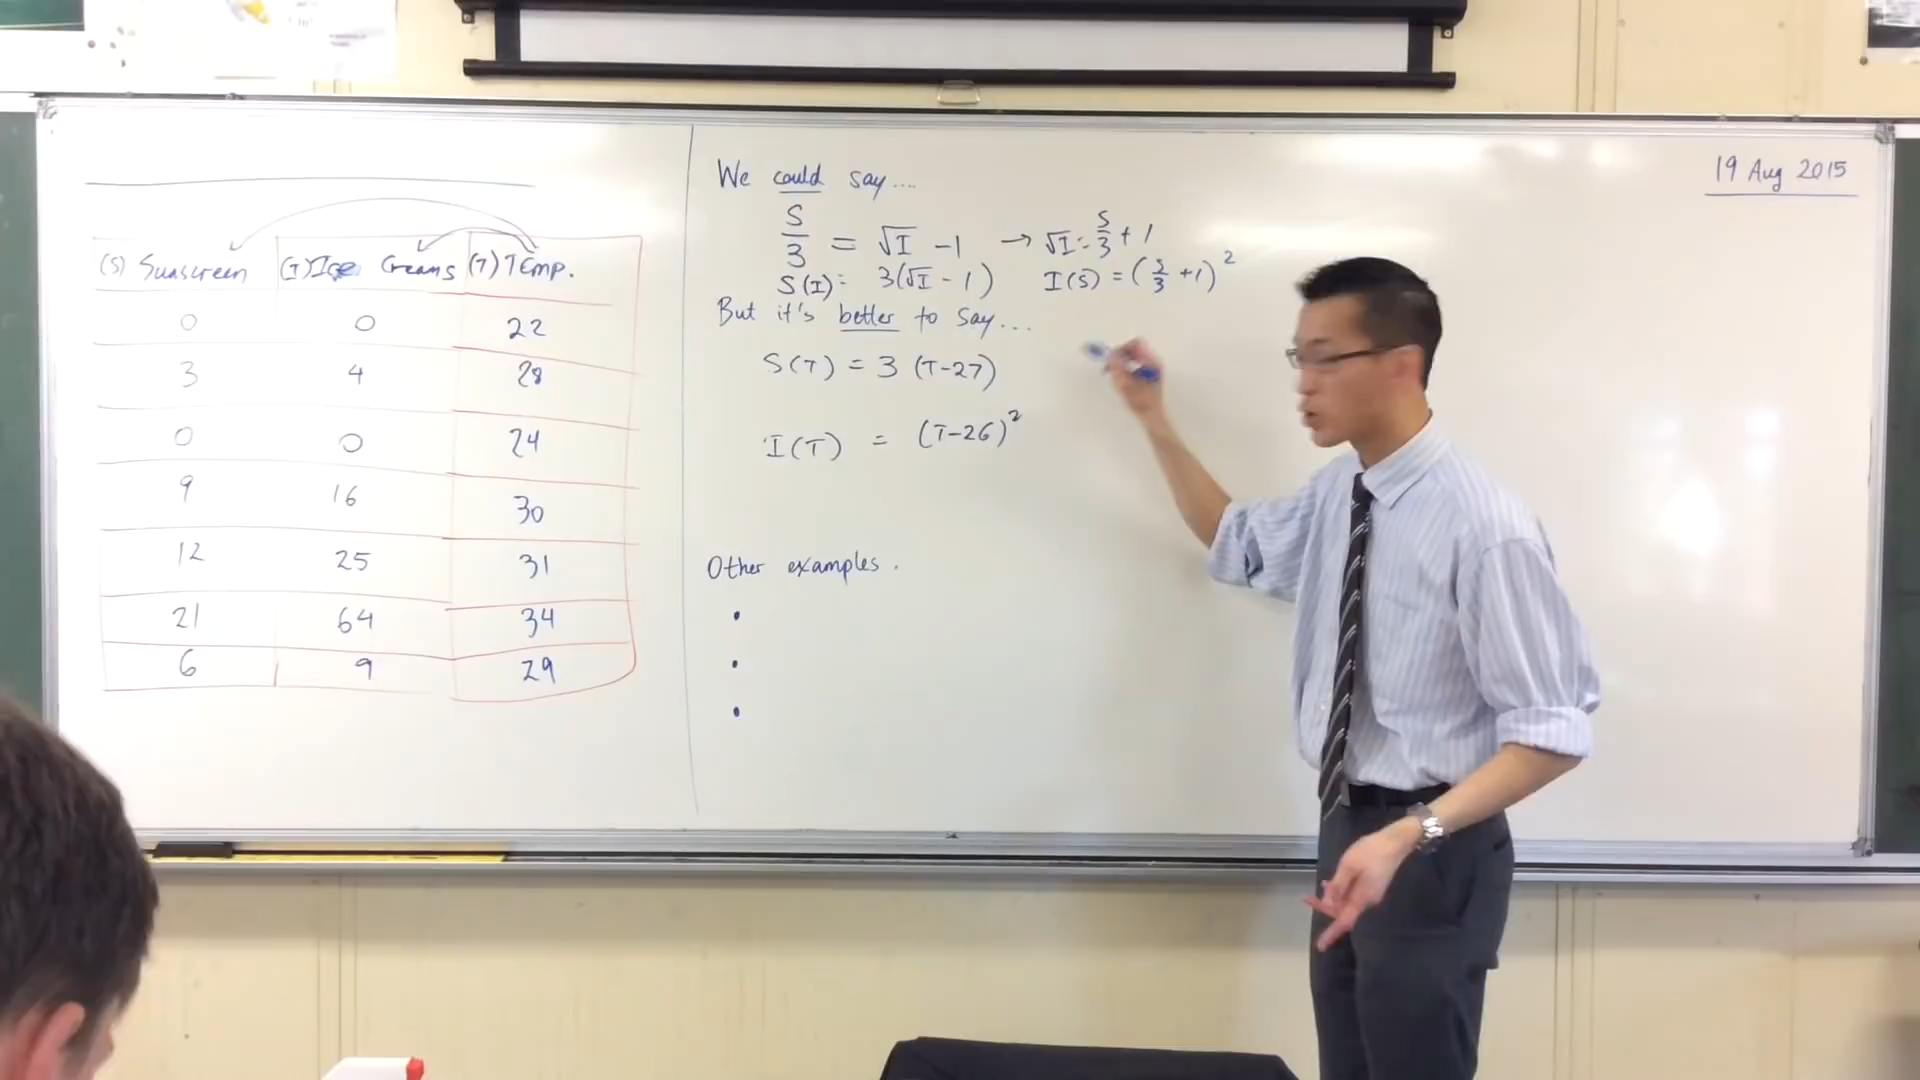 (S) Sunscreen (I) Ice Creams (T) TEmp.
0 0 22
3 4 28
0 0 24
9 16 30
12 25 31
21 64 34
6 9 29
We could say....
S/3 = √I - 1 → √I = S/3 + 1
S(I) = 3(√I - 1) I(S) = (S/3 + 1)²
But it's better to say...
S(T) = 3 (T-27)
I(T) = (T-26)²
Other examples.
•
•
•
19 Aug 2015